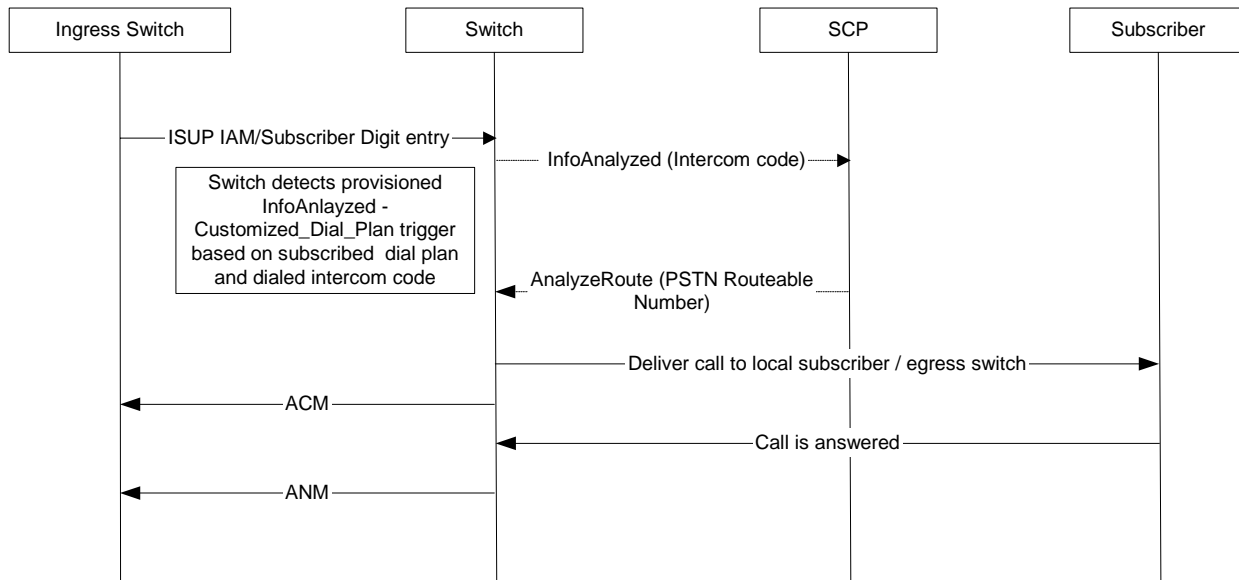 Ingress Switch
Switch
SCP
Subscriber
ISUP IAM/Subscriber Digit entry
InfoAnalyzed (Intercom code)
Switch detects provisioned
InfoAnlayzed -
Customized_Dial_Plan trigger
based on subscribed dial plan
and dialed intercom code
AnalyzeRoute (PSTN Routeable
Number)
Deliver call to local subscriber / egress switch
ACM
Call is answered
ANM